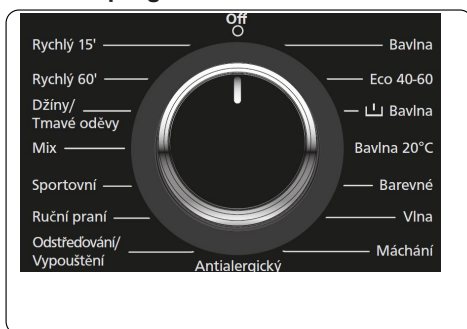 Off
Rychlý 15'
Rychlý 60'
Džíny/
Tmavé oděvy
Mix
Sportovní
Ruční praní
Odstřeďování/
Vypouštění
Antialergický
Bavlna
Eco 40-60
Bavlna
Bavlna 20°C
Barevné
Vlna
Máchání